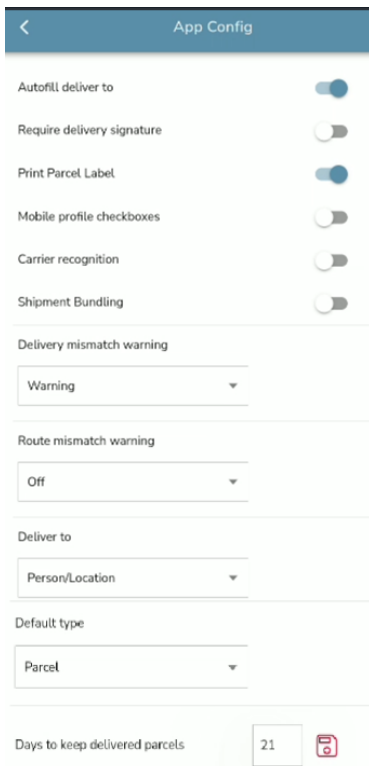 App Config
Autofill deliver to
Require delivery signature
Print Parcel Label
Mobile profile checkboxes
Carrier recognition
Shipment Bundling
Delivery mismatch warning
Warning
Route mismatch warning
Off
Deliver to
Person/Location
Default type
Parcel
Days to keep delivered parcels 21